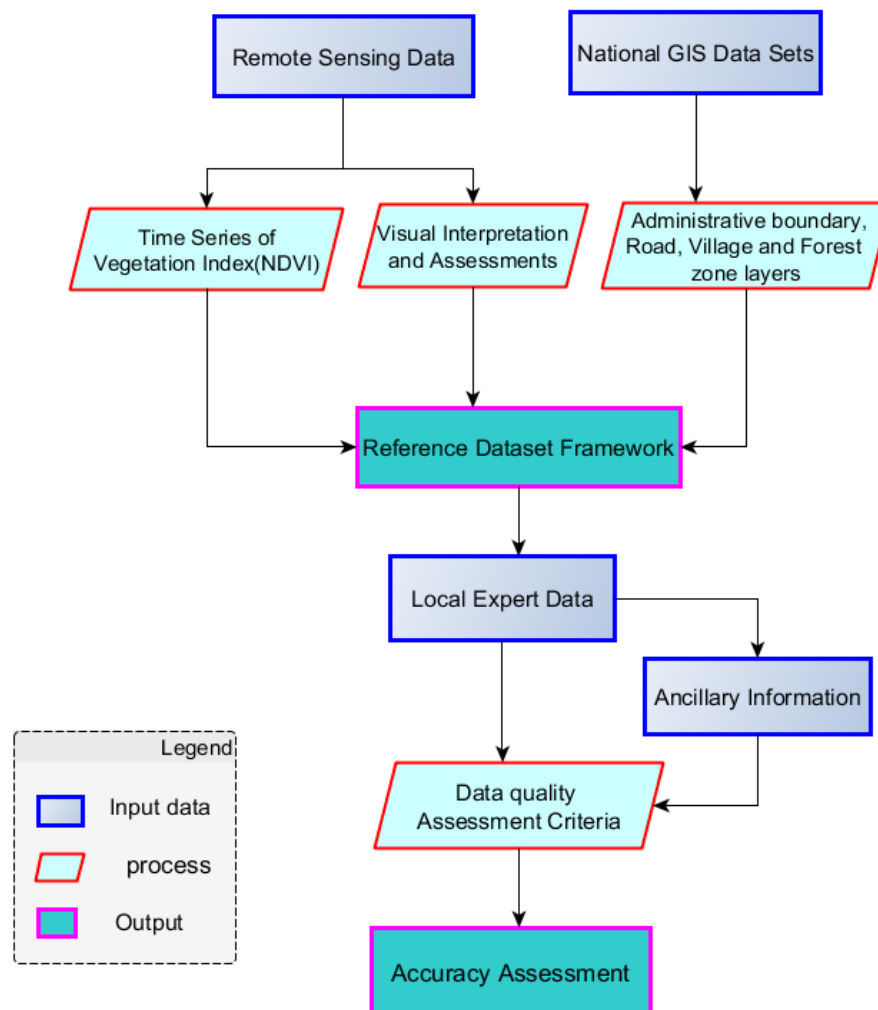 Remote Sensing Data
National GIS Data Sets
Time Series of
Vegetation Index(NDVI)
Visual Interpretation
and Assessments
Administrative boundary,
Road, Village and Forest
zone layers
Reference Dataset Framework
Local Expert Data
Ancillary Information
Data quality
Assessment Criteria
Accuracy Assessment
Legend
Input data
process
Output